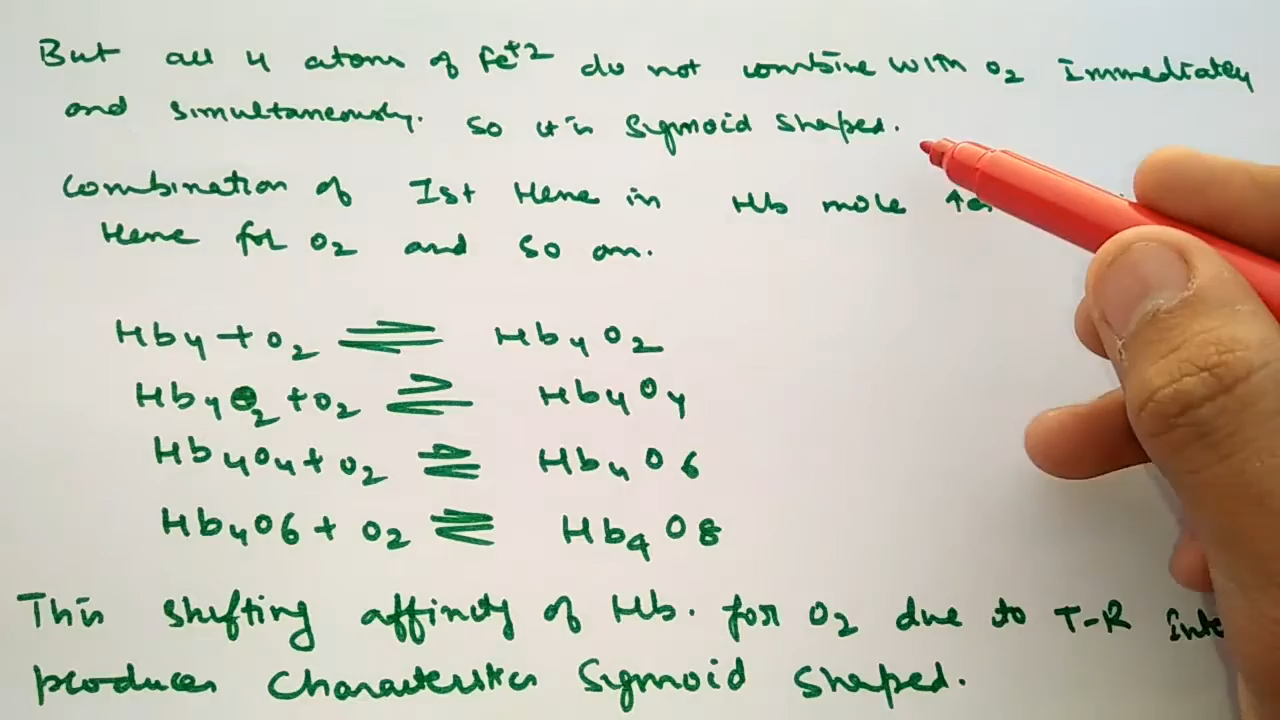 But all 4 atoms of Fe+2 do not combine with O2 Immediately
and simultaneously. So it is Sigmoid Shaped.
Combination of Ist Heme in Hb mole
Heme for O2 and so on.
Hb4 + O2 ⇌ Hb4O2
Hb4O2 + O2 ⇌ Hb4O4
Hb4O4 + O2 ⇌ Hb4O6
Hb4O6 + O2 ⇌ Hb4O8
This shifting affinity of Hb. for O2 due to T-R
produces Characteristics Sigmoid Shaped.